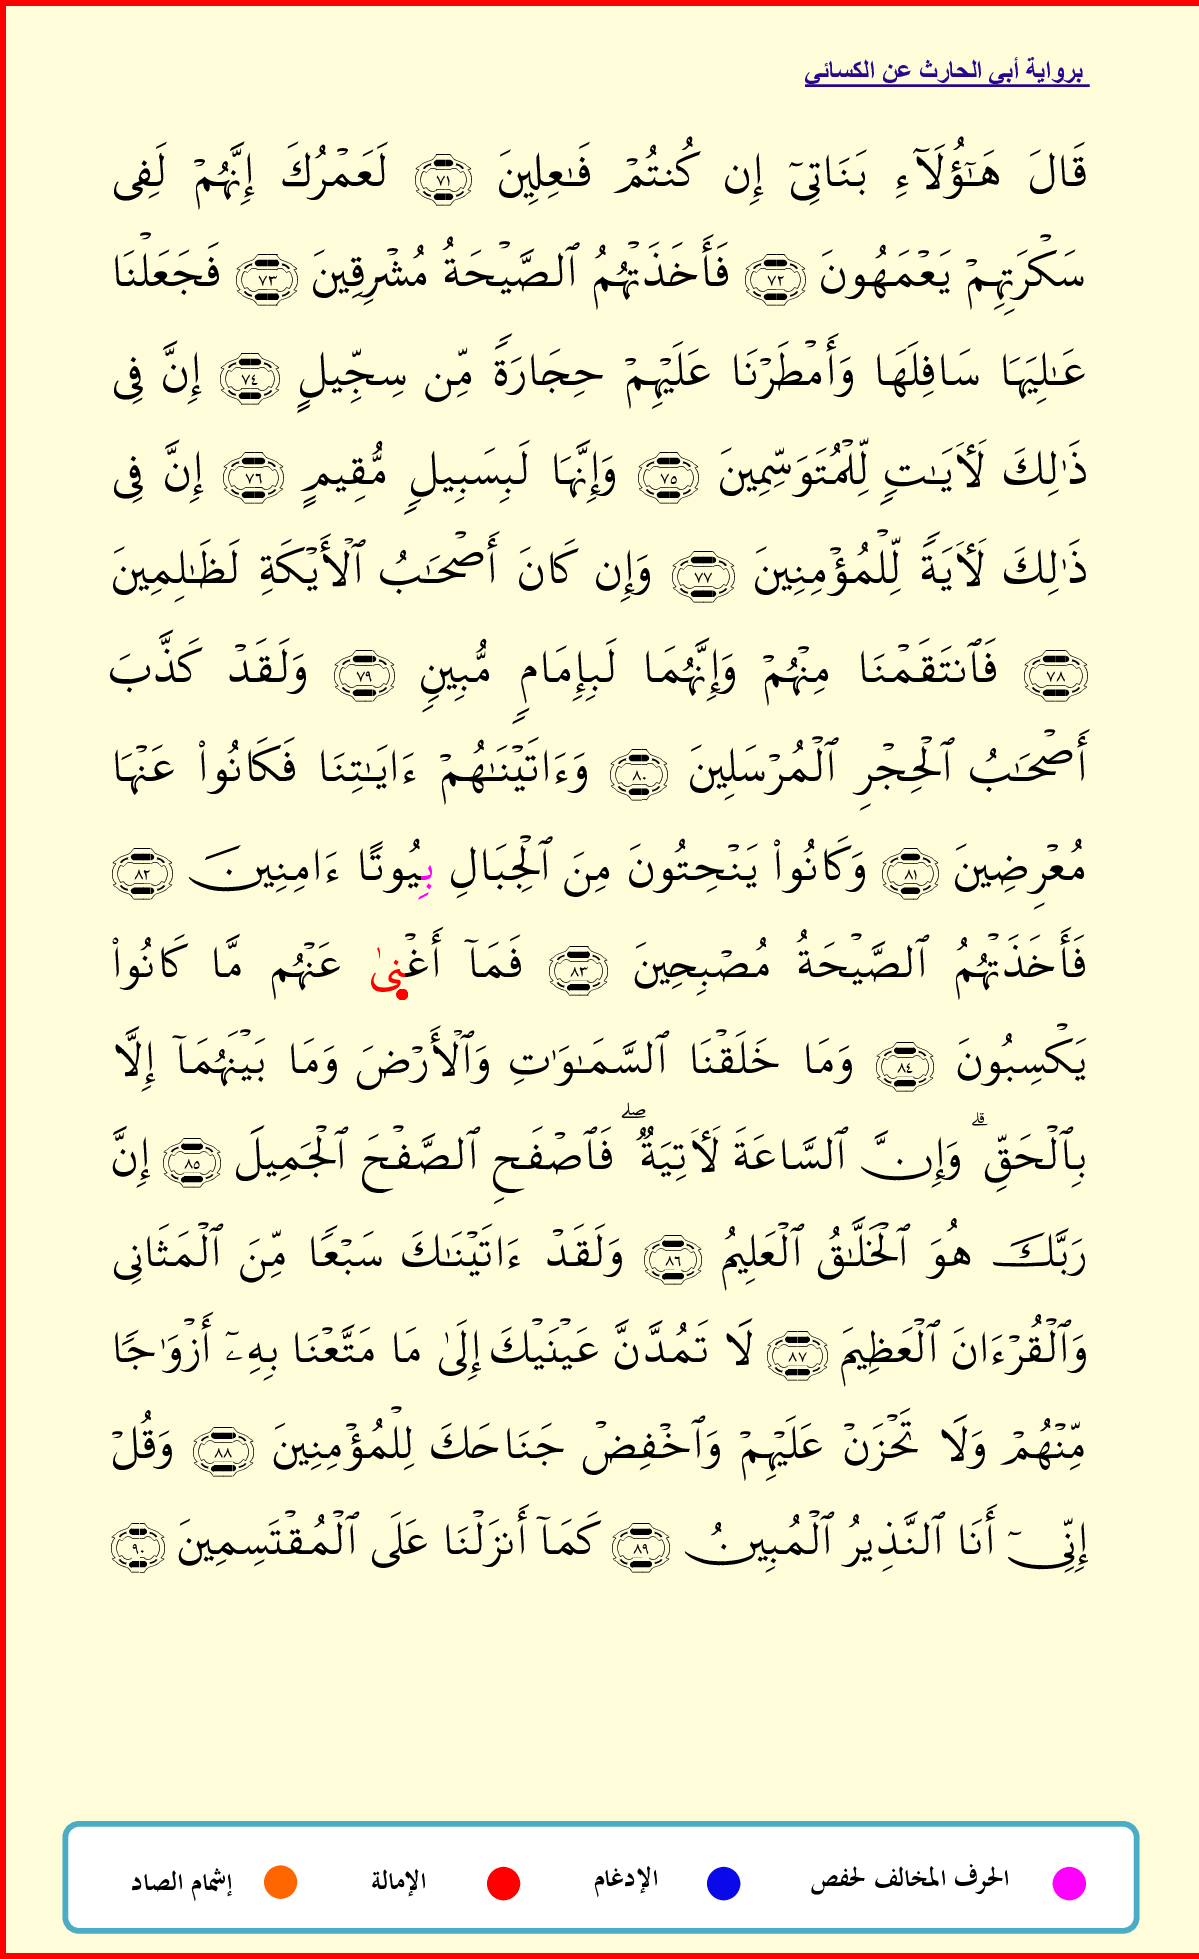 برواية أبي الحارث عن الكسائي
قَالَ هَٰٓؤُلَآءِ بَنَاتِىٓ إِن كُنتُمْ فَٰعِلِينَ ٧١ لَعَمْرُكَ إِنَّهُمْ لَفِى
سَكْرَتِهِمْ يَعْمَهُونَ ٧٢ فَأَخَذَتْهُمُ ٱلصَّيْحَةُ مُشْرِقِينَ ٧٣ فَجَعَلْنَا
عَٰلِيَهَا سَافِلَهَا وَأَمْطَرْنَا عَلَيْهِمْ حِجَارَةً مِّن سِجِّيلٍ ٧٤ إِنَّ فِى
ذَٰلِكَ لَأَيَٰتٍ لِّلْمُتَوَسِّمِينَ ٧٥ وَإِنَّهَا لَبِسَبِيلٍ مُّقِيمٍ ٧٦ إِنَّ فِى
ذَٰلِكَ لَأَيَةً لِّلْمُؤْمِنِينَ ٧٧ وَإِن كَانَ أَصْحَٰبُ ٱلْأَيْكَةِ لَظَٰلِمِينَ
٧٨ فَٱنتَقَمْنَا مِنْهُمْ وَإِنَّهُمَا لَبِإِمَامٍ مُّبِينٍ ٧٩ وَلَقَدْ كَذَّبَ
أَصْحَٰبُ ٱلْحِجْرِ ٱلْمُرْسَلِينَ ٨٠ وَءَاتَيْنَٰهُمْ ءَايَٰتِنَا فَكَانُوا۟ عَنْهَا
مُعْرِضِينَ ٨١ وَكَانُوا۟ يَنْحِتُونَ مِنَ ٱلْجِبَالِ بِيُوتًا ءَامِنِينَ ٨٢
فَأَخَذَتْهُمُ ٱلصَّيْحَةُ مُصْبِحِينَ ٨٣ فَمَآ أَغْنِىٰ عَنْهُم مَّا كَانُوا۟
يَكْسِبُونَ ٨٤ وَمَا خَلَقْنَا ٱلسَّمَٰوَٰتِ وَٱلْأَرْضَ وَمَا بَيْنَهُمَآ إِلَّا
بِٱلْحَقِّ ۗ وَإِنَّ ٱلسَّاعَةَ لَأَتِيَةٌ ۖ فَٱصْفَحِ ٱلصَّفْحَ ٱلْجَمِيلَ ٨٥ إِنَّ
رَبَّكَ هُوَ ٱلْخَلَّٰقُ ٱلْعَلِيمُ ٨٦ وَلَقَدْ ءَاتَيْنَٰكَ سَبْعًا مِّنَ ٱلْمَثَانِى
وَٱلْقُرْءَانَ ٱلْعَظِيمَ ٨٧ لَا تَمُدَّنَّ عَيْنَيْكَ إِلَىٰ مَا مَتَّعْنَا بِهِۦٓ أَزْوَٰجًا
مِّنْهُمْ وَلَا تَحْزَنْ عَلَيْهِمْ وَٱخْفِضْ جَنَاحَكَ لِلْمُؤْمِنِينَ ٨٨ وَقُلْ
إِنِّىٓ أَنَا ٱلنَّذِيرُ ٱلْمُبِينُ ٨٩ كَمَآ أَنزَلْنَا عَلَى ٱلْمُقْتَسِمِينَ ٩٠
الحرف المخالف لحفص الإدغام الإمالة إشمام الصاد